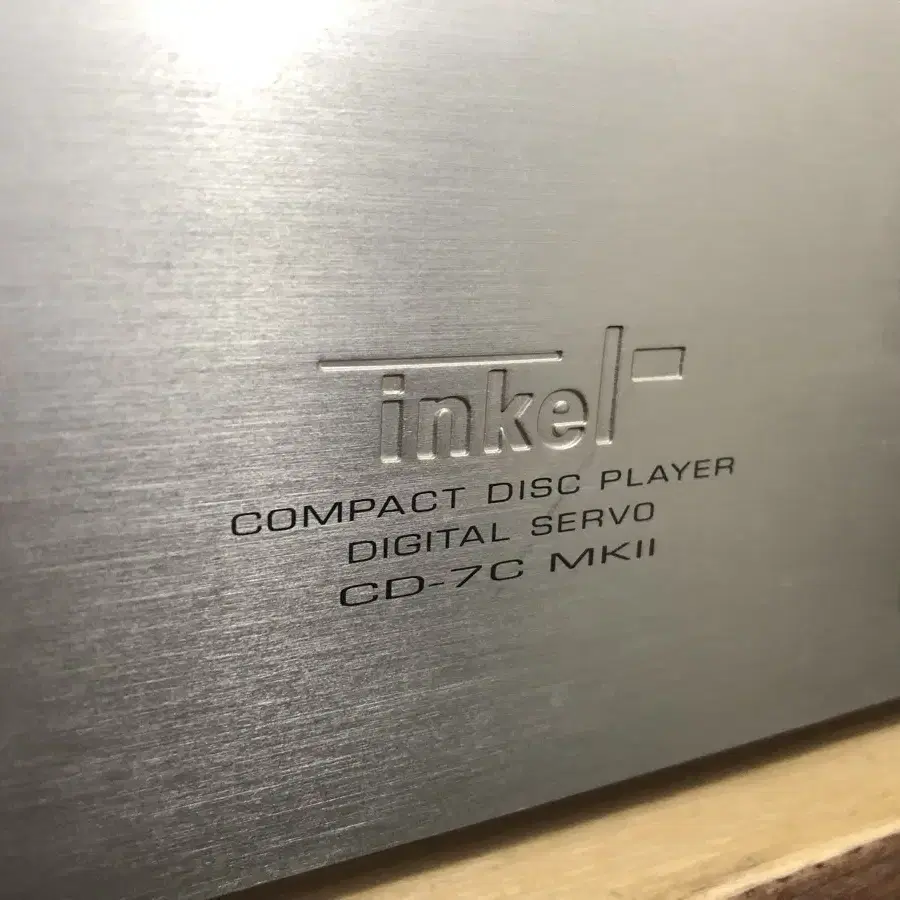 inkel
COMPACT DISC PLAYER
DIGITAL SERVO
CD-7C MKII